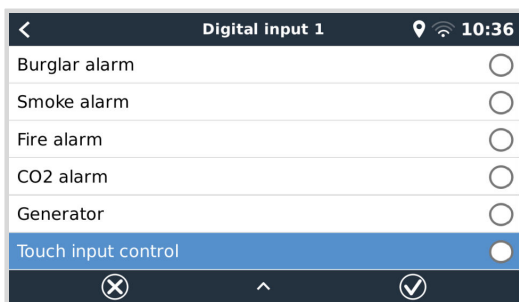 Digital input 1 10:36
Burglar alarm
Smoke alarm
Fire alarm
CO2 alarm
Generator
Touch input control